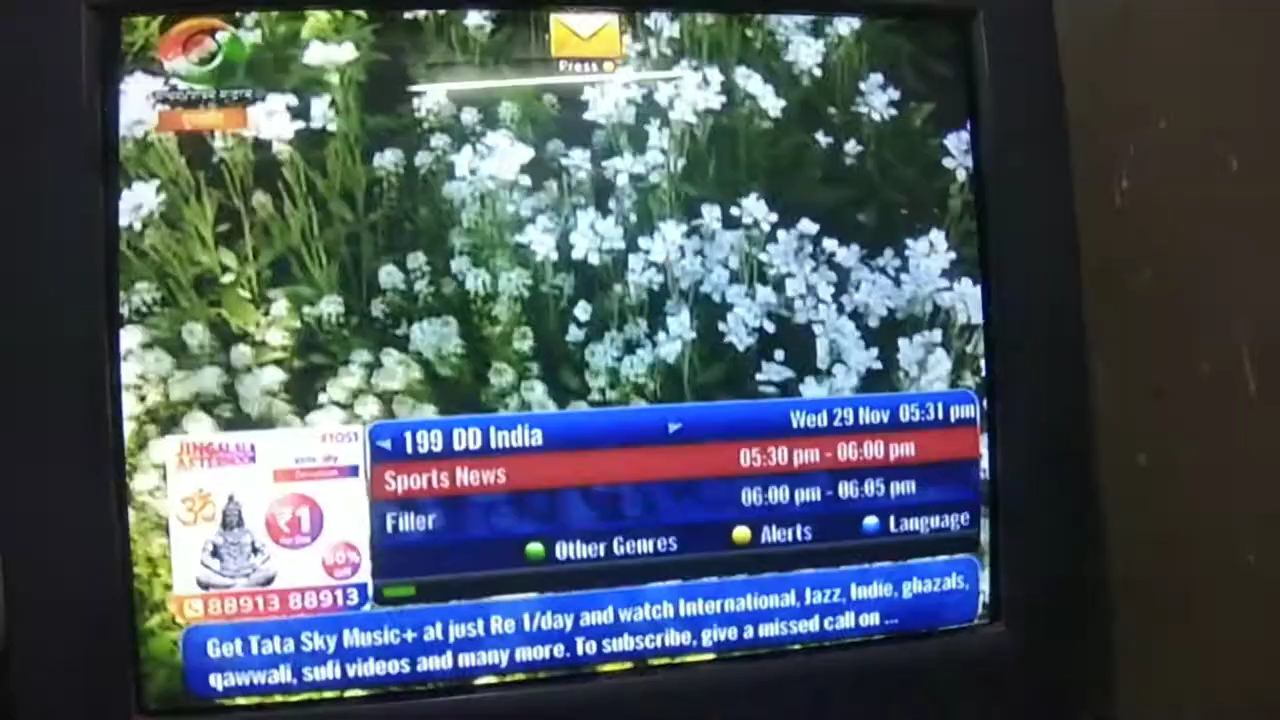 Press
199 DD India
Wed 29 Nov 05:31 pm
Sports News
05:30 pm - 06:00 pm
Filler
06:00 pm - 06:05 pm
Other Genres
Alerts
Language
JINGALALA
AFTERNOON
#1051
₹1
50%
88913 88913
Get Tata Sky Music+ at just Re 1/day and watch International, Jazz, Indie, ghazals,
qawwali, sufi videos and many more. To subscribe, give a missed call on ...